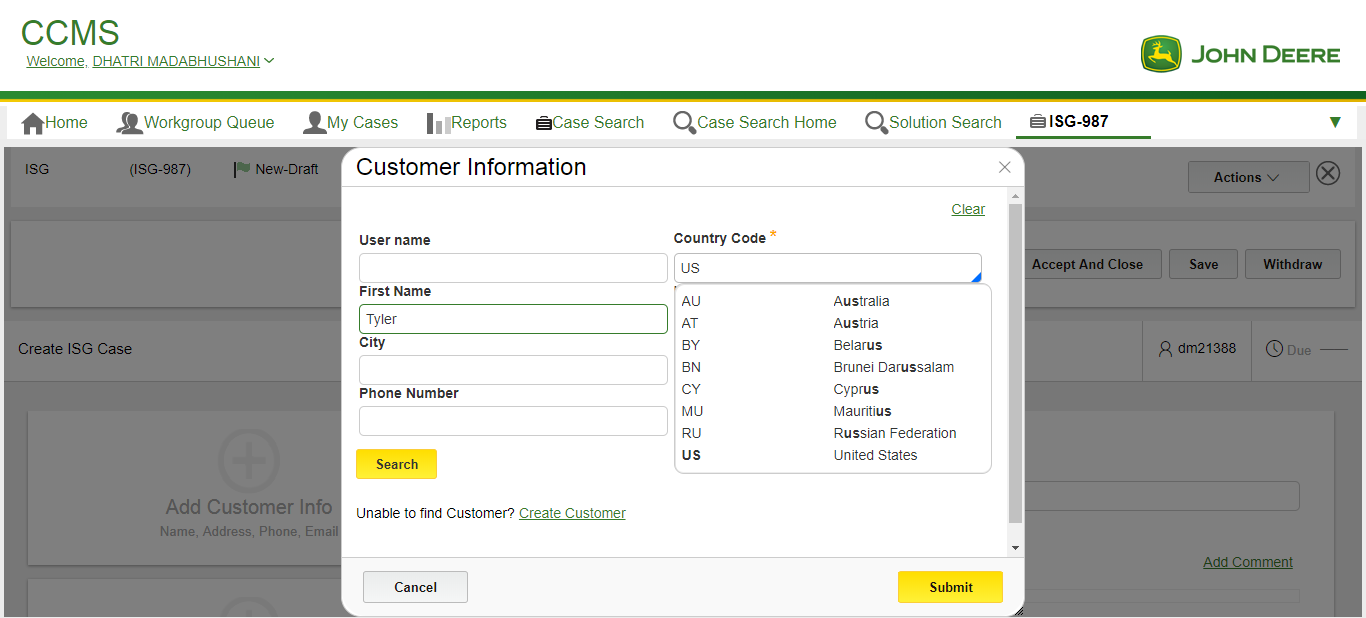 CCMS
Welcome, DHATRI MADABHUSHANI
JOHN DEERE
Home Workgroup Queue My Cases Reports Case Search Case Search Home Solution Search ISG-987
ISG (ISG-987) New-Draft
Actions
Customer Information
Clear
User name
Country Code *
US
First Name
Tyler
City
Phone Number
AU Australia
AT Austria
BY Belarus
BN Brunei Darussalam
CY Cyprus
MU Mauritius
RU Russian Federation
US United States
Search
Unable to find Customer? Create Customer
Cancel
Submit
Accept And Close Save Withdraw
Create ISG Case
dm21388
Due
Add Customer Info
Name, Address, Phone, Email
Add Comment